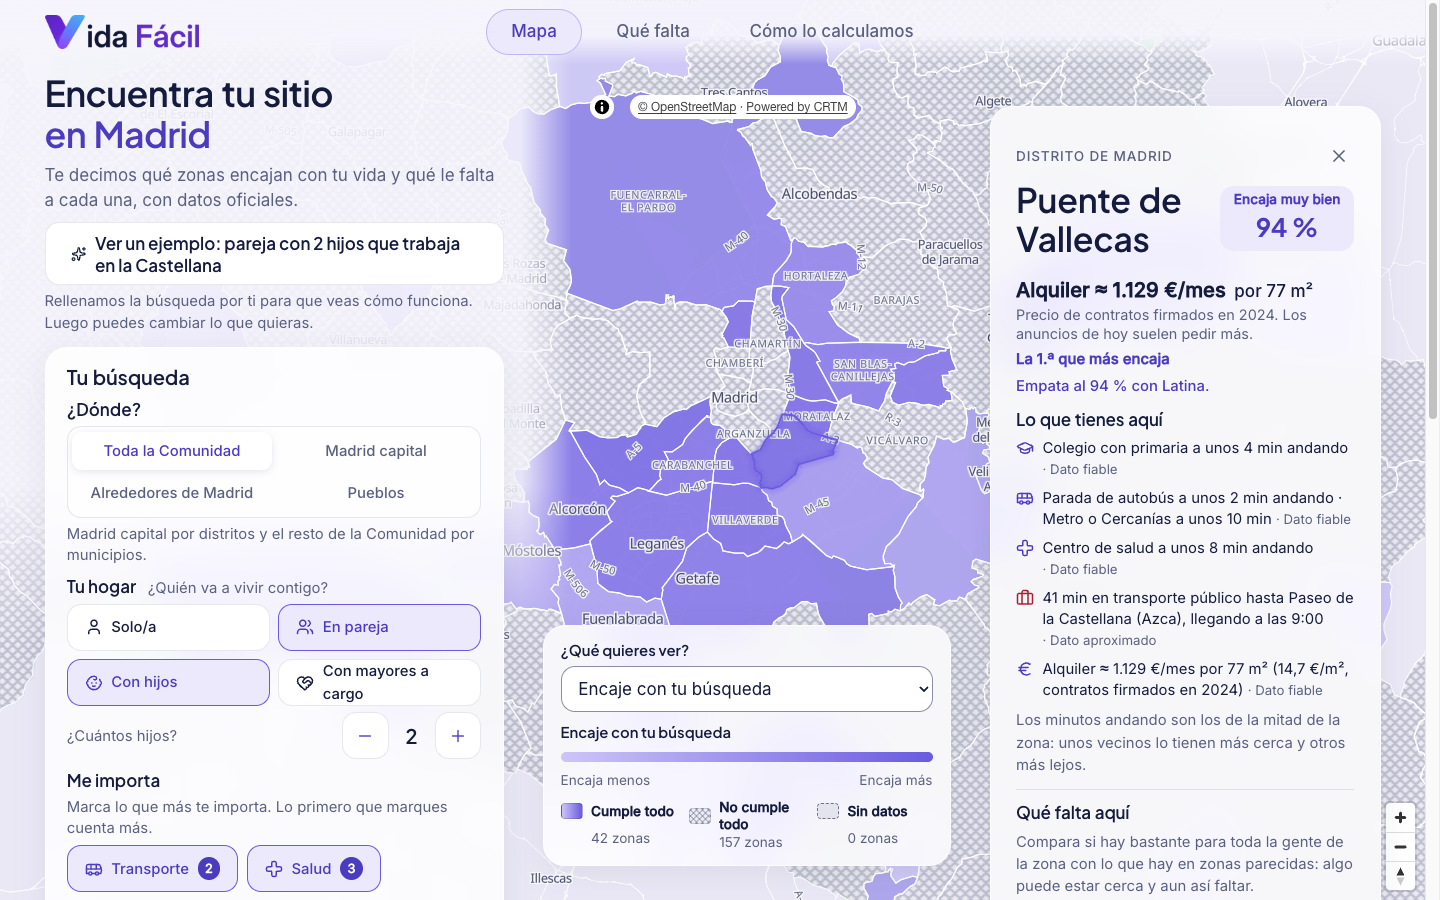 Vida Fácil
Mapa
Qué falta
Cómo lo calculamos
Encuentra tu sitio
en Madrid
Te decimos qué zonas encajan con tu vida y qué le falta
a cada una, con datos oficiales.
Ver un ejemplo: pareja con 2 hijos que trabaja
en la Castellana
Rellenamos la búsqueda por ti para que veas cómo funciona.
Luego puedes cambiar lo que quieras.
Tu búsqueda
¿Dónde?
Toda la Comunidad
Madrid capital
Alrededores de Madrid
Pueblos
Madrid capital por distritos y el resto de la Comunidad por
municipios.
Tu hogar ¿Quién va a vivir contigo?
Solo/a
En pareja
Con hijos
Con mayores a
cargo
¿Cuántos hijos?
− 2 +
Me importa
Marca lo que más te importa. Lo primero que marques
cuenta más.
Transporte 2
Salud 3
Galapagar
M-505
Villanueva
Majadahonda
Tres Cantos
© OpenStreetMap · Powered by CRTM
Algete
Alovera
FUENCARRAL-
EL PARDO
Alcobendas
M-50
M-40
M-12
Paracuellos
de Jarama
HORTALEZA
BARAJAS
M-30
M-17
CHAMARTÍN
A-2
CHAMBERÍ
SAN BLAS-
CANILLEJAS
M-30
Madrid
MORATALAZ
R-3
ARGANZUELA
VICÁLVARO
A-5
CARABANCHEL
M-40
M-45
Alcorcón
VILLAVERDE
Móstoles
Leganés
M-50
M-506
Getafe
Fuenlabrada
Illescas
¿Qué quieres ver?
Encaje con tu búsqueda
Encaje con tu búsqueda
Encaja menos
Encaja más
Cumple todo
42 zonas
No cumple
todo
157 zonas
Sin datos
0 zonas
DISTRITO DE MADRID
Puente de
Vallecas
Encaja muy bien
94 %
Alquiler ≈ 1.129 €/mes por 77 m²
Precio de contratos firmados en 2024. Los
anuncios de hoy suelen pedir más.
La 1.ª que más encaja
Empata al 94 % con Latina.
Lo que tienes aquí
Colegio con primaria a unos 4 min andando
· Dato fiable
Parada de autobús a unos 2 min andando ·
Metro o Cercanías a unos 10 min · Dato fiable
Centro de salud a unos 8 min andando
· Dato fiable
41 min en transporte público hasta Paseo de
la Castellana (Azca), llegando a las 9:00
· Dato aproximado
Alquiler ≈ 1.129 €/mes por 77 m² (14,7 €/m²,
contratos firmados en 2024) · Dato fiable
Los minutos andando son los de la mitad de la
zona: unos vecinos lo tienen más cerca y otros
más lejos.
Qué falta aquí
Compara si hay bastante para toda la gente de
la zona con lo que hay en zonas parecidas: algo
puede estar cerca y aun así faltar.